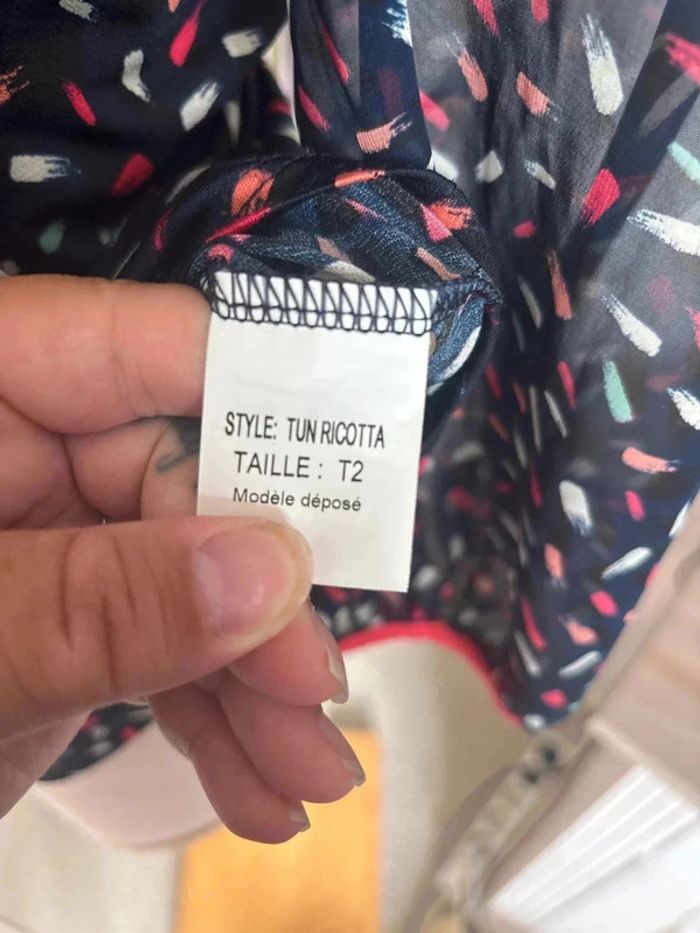 STYLE: TUN RICOTTA
TAILLE : T2
Modèle déposé